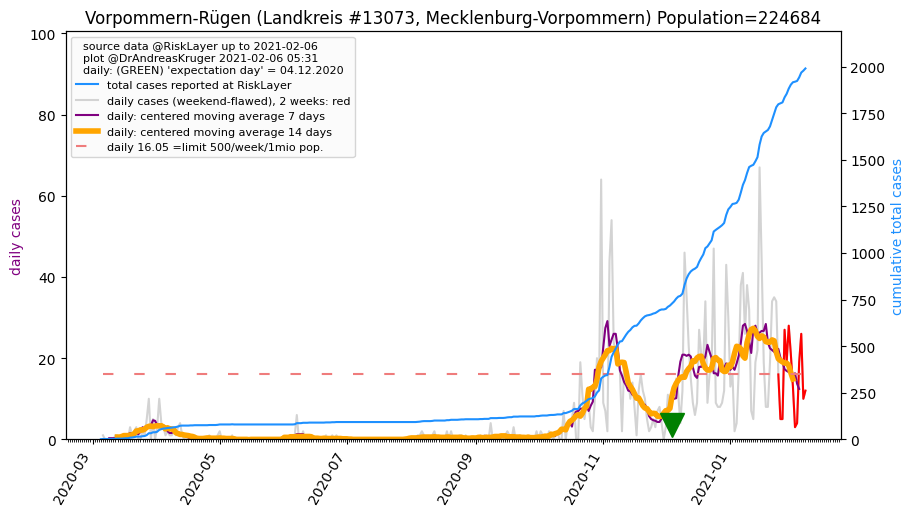 Vorpommern-Rügen (Landkreis #13073, Mecklenburg-Vorpommern) Population=224684
source data @RiskLayer up to 2021-02-06
plot @DrAndreasKruger 2021-02-06 05:31
daily: (GREEN) 'expectation day' = 04.12.2020
total cases reported at RiskLayer
daily cases (weekend-flawed), 2 weeks: red
daily: centered moving average 7 days
daily: centered moving average 14 days
daily 16.05 =limit 500/week/1mio pop.
100
80
60
40
20
0
daily cases
2000
1750
1500
1250
1000
750
500
250
0
cumulative total cases
2020-03
2020-05
2020-07
2020-09
2020-11
2021-01